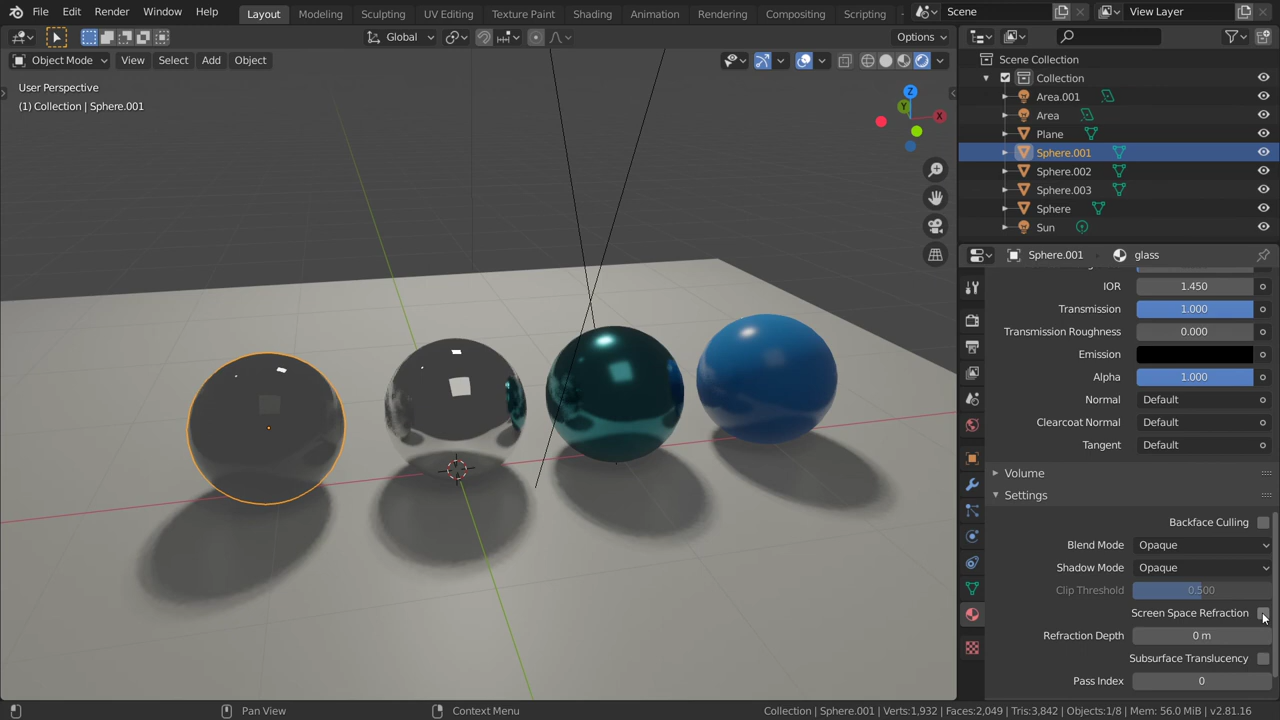 File Edit Render Window Help Layout Modeling Sculpting UV Editing Texture Paint Shading Animation Rendering Compositing Scripting Scene View Layer
Global Options
Object Mode View Select Add Object
User Perspective
(1) Collection | Sphere.001
Z
Y
X
Scene Collection
Collection
Area.001
Area
Plane
Sphere.001
Sphere.002
Sphere.003
Sphere
Sun
Sphere.001 glass
IOR 1.450
Transmission 1.000
Transmission Roughness 0.000
Emission
Alpha 1.000
Normal Default
Clearcoat Normal Default
Tangent Default
Volume
Settings
Backface Culling
Blend Mode Opaque
Shadow Mode Opaque
Clip Threshold 0.500
Screen Space Refraction
Refraction Depth 0 m
Subsurface Translucency
Pass Index 0
Pan View Context Menu Collection | Sphere.001 | Verts:1,932 | Faces:2,049 | Tris:3,842 | Objects:1/8 | Mem: 56.0 MiB | v2.81.16